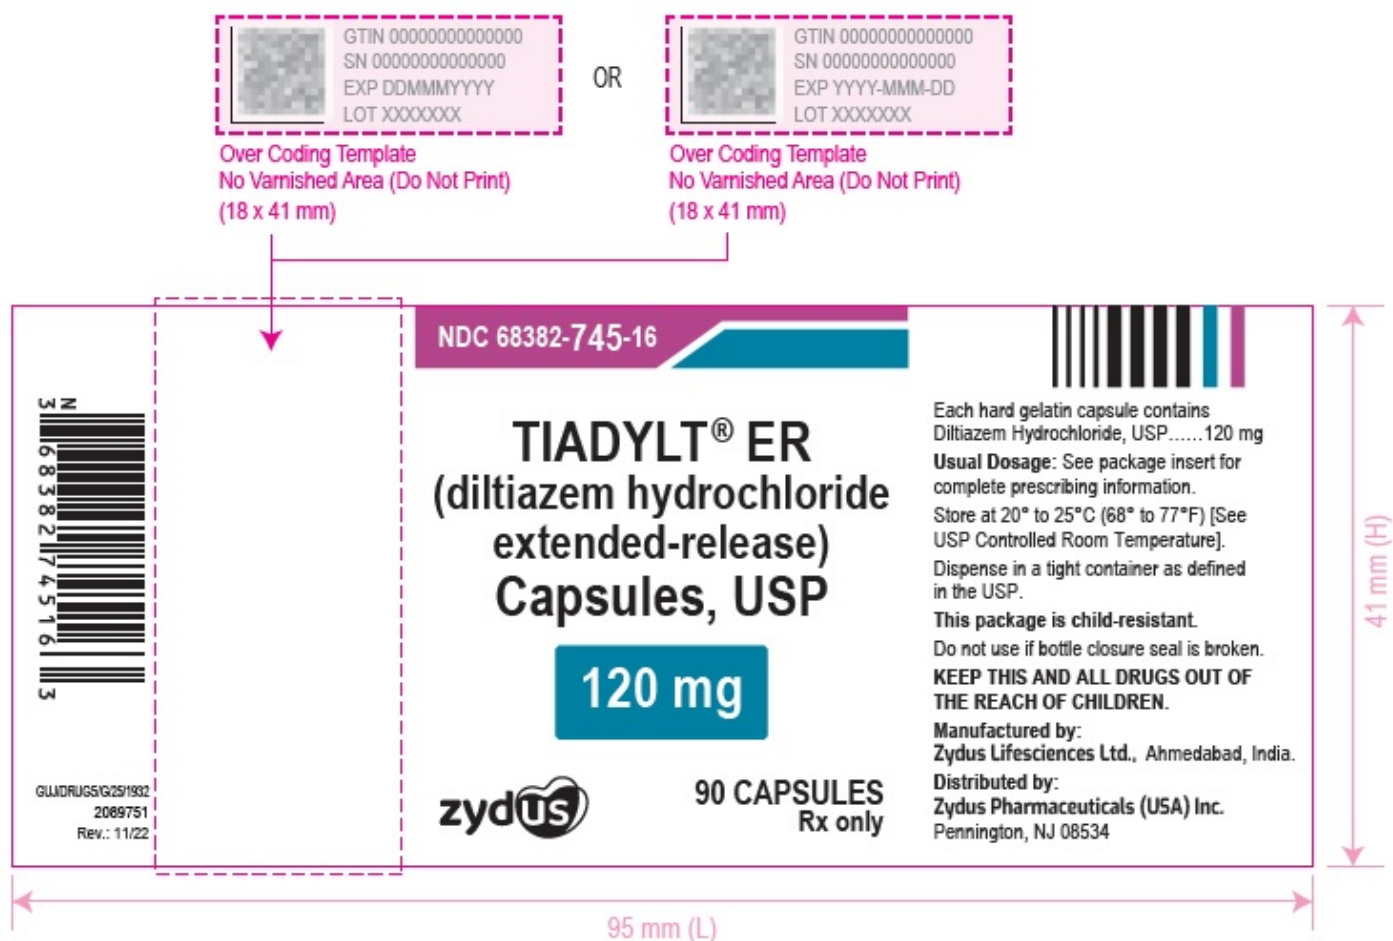 GTIN 00000000000000
SN 00000000000000
EXP DDMMMYYYY
LOT XXXXXXX
OR
GTIN 00000000000000
SN 00000000000000
EXP YYYY-MMM-DD
LOT XXXXXXX
Over Coding Template
No Varnished Area (Do Not Print)
(18 x 41 mm)
Over Coding Template
No Varnished Area (Do Not Print)
(18 x 41 mm)
N
3 68382 74516 3
GUJ/DRUGS/G/25/1932
2089751
Rev.: 11/22
NDC 68382-745-16
TIADYLT® ER
(diltiazem hydrochloride
extended-release)
Capsules, USP
120 mg
zydus
90 CAPSULES
Rx only
Each hard gelatin capsule contains
Diltiazem Hydrochloride, USP......120 mg
Usual Dosage: See package insert for
complete prescribing information.
Store at 20° to 25°C (68° to 77°F) [See
USP Controlled Room Temperature].
Dispense in a tight container as defined
in the USP.
This package is child-resistant.
Do not use if bottle closure seal is broken.
KEEP THIS AND ALL DRUGS OUT OF
THE REACH OF CHILDREN.
Manufactured by:
Zydus Lifesciences Ltd., Ahmedabad, India.
Distributed by:
Zydus Pharmaceuticals (USA) Inc.
Pennington, NJ 08534
41 mm (H)
95 mm (L)